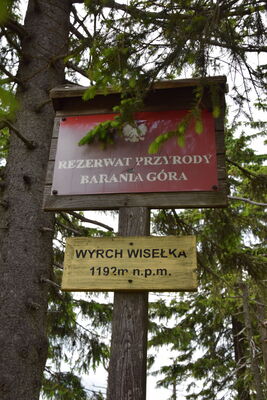 REZERWAT PRZYRODY
BARANIA GÓRA
WYRCH WISEŁKA
1192m n.p.m.